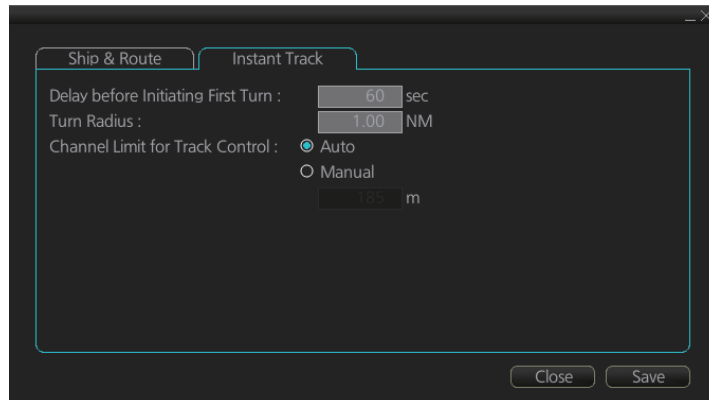 Ship & Route Instant Track
Delay before Initiating First Turn : 60 sec
Turn Radius : 1.00 NM
Channel Limit for Track Control : Auto
Manual
185 m
Close Save